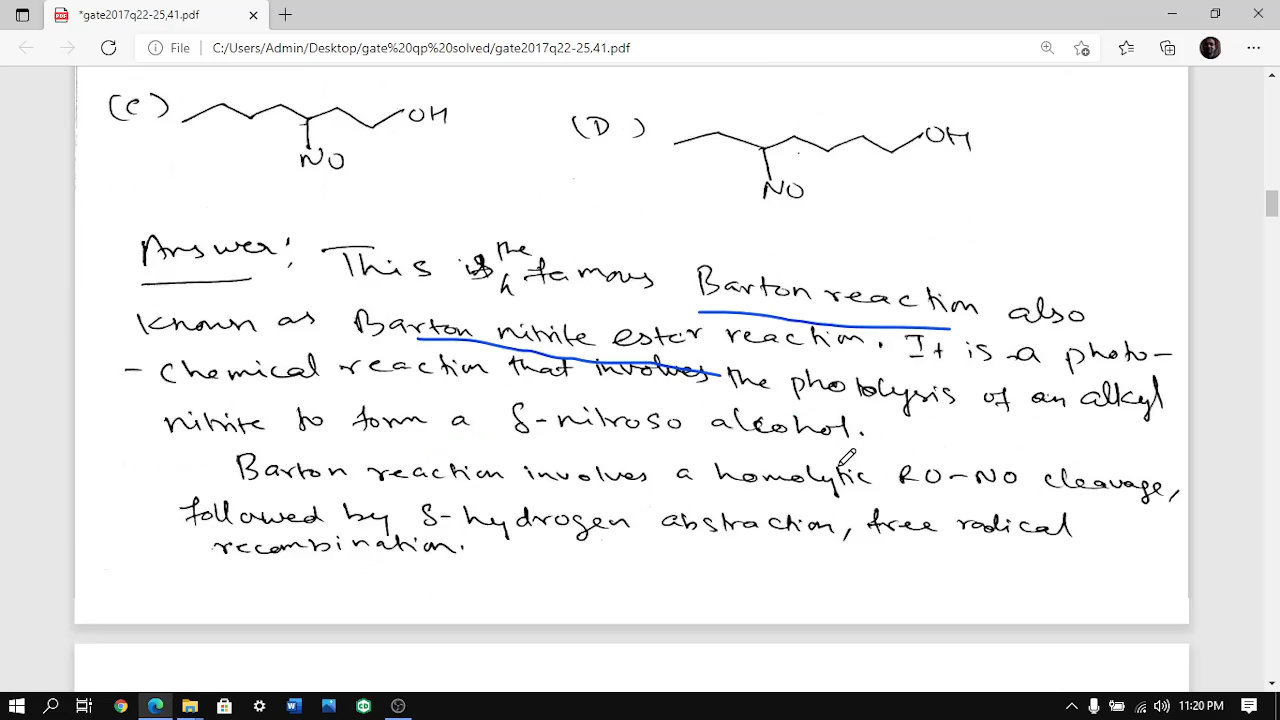 *gate2017q22-25,41.pdf
File C:/Users/Admin/Desktop/gate%20qp%20solved/gate2017q22-25,41.pdf
(C) OH
NO
(D) OH
NO
Answer: This is the famous Barton reaction also
known as Barton nitrite ester reaction. It is a photo-
- chemical reaction that involves the photolysis of an alkyl
nitrite to form a δ-nitroso alcohol.
Barton reaction involves a homolytic RO-NO cleavage,
followed by δ-hydrogen abstraction, free radical
recombination.
11:20 PM